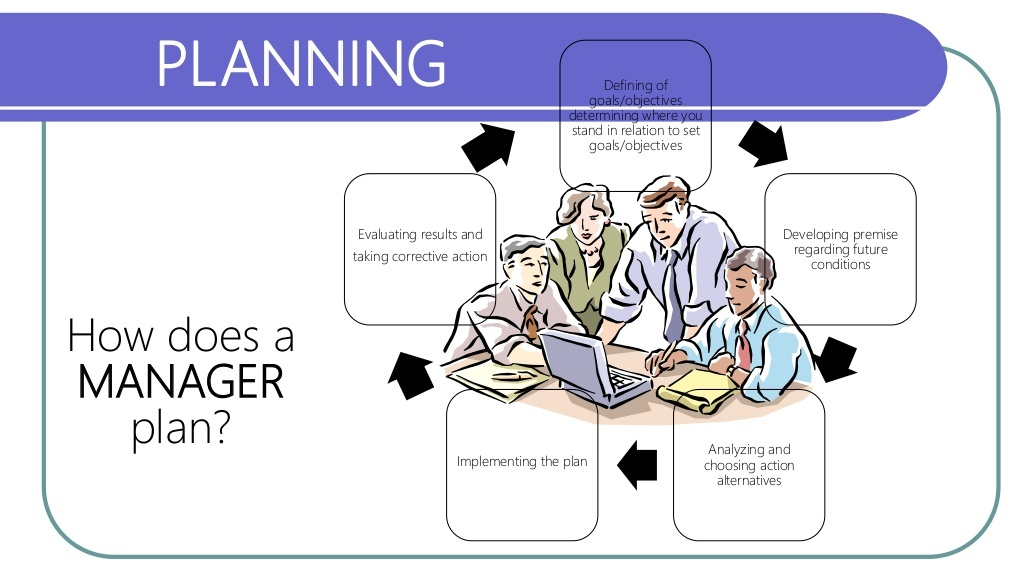 PLANNING
Defining of
goals/objectives
determining where you
stand in relation to set
goals/objectives
Developing premise
regarding future
conditions
Analyzing and
choosing action
alternatives
Implementing the plan
Evaluating results and
taking corrective action
How does a
MANAGER
plan?